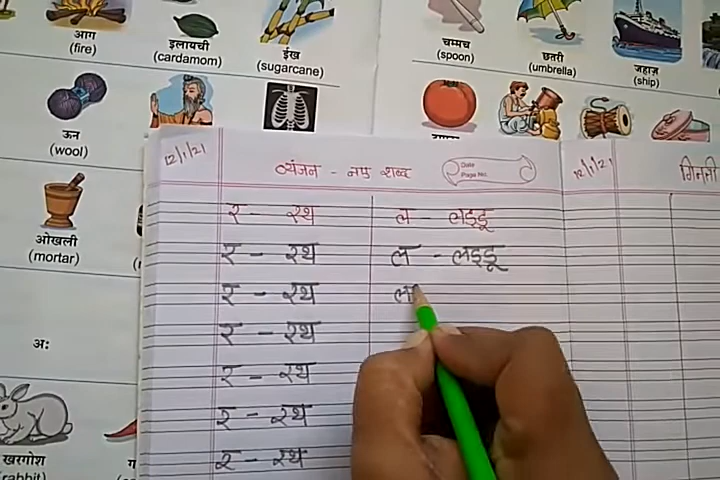 आग
(fire)
इलायची
(cardamom)
ईख
(sugarcane)
चम्मच
(spoon)
छतरी
(umbrella)
जहाज़
(ship)
ऊन
(wool)
ओखली
(mortar)
अः
खरगोश
(rabbit)
12/1/21
व्यंजन - नए शब्द
Date
Page No.
र - रथ
ल - लड्डू
र - रथ
ल - लड्डू
र - रथ
ल
र - रथ
र - रथ
र - रथ
र - रथ
12/1/21
गिनती